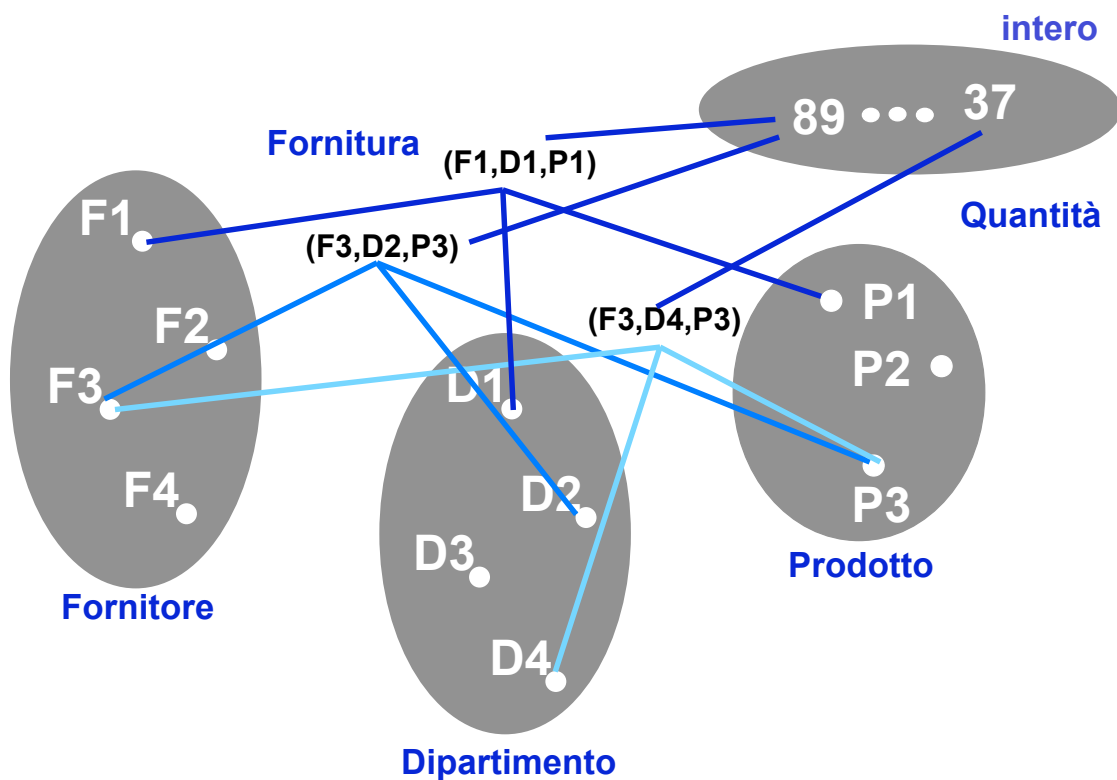 intero
89 ... 37
Fornitura
(F1,D1,P1)
Quantità
F1
(F3,D2,P3)
(F3,D4,P3)
P1
F2
P2
F3
D1
F4
D2
P3
D3
Prodotto
Fornitore
D4
Dipartimento